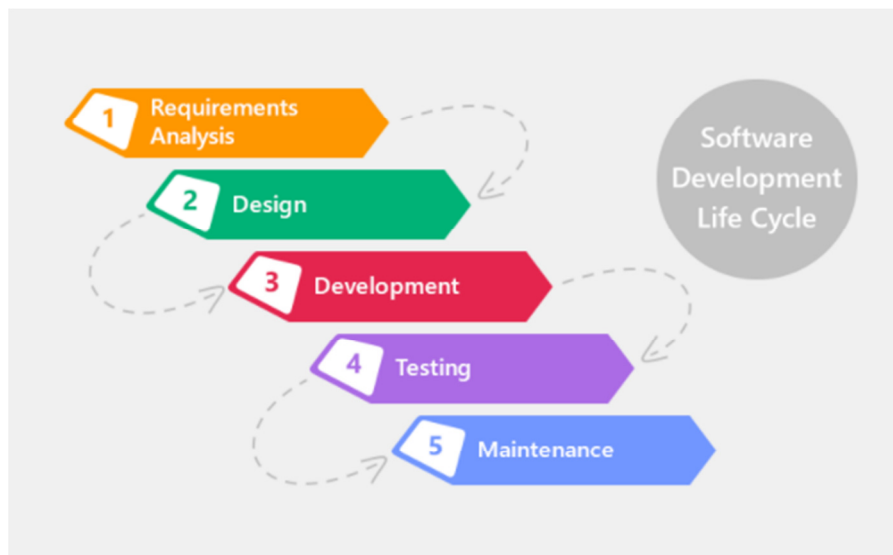 1
Requirements
Analysis
2
Design
3
Development
4
Testing
5
Maintenance
Software
Development
Life Cycle